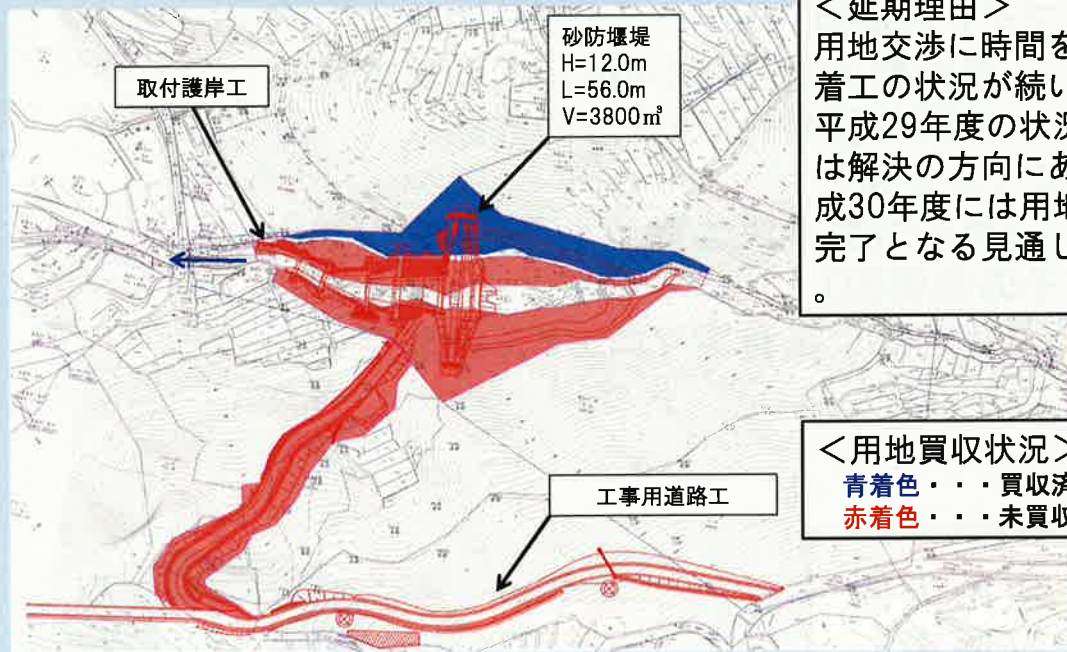 砂防堰堤
H=12.0m
L=56.0m
V=3800㎥
取付護岸工
工事用道路工
＜延期理由＞
用地交渉に時間を
着工の状況が続い
平成29年度の状況
は解決の方向にあ
成30年度には用地
完了となる見通し
。
＜用地買収状況＞
青着色・・・買収済
赤着色・・・未買収